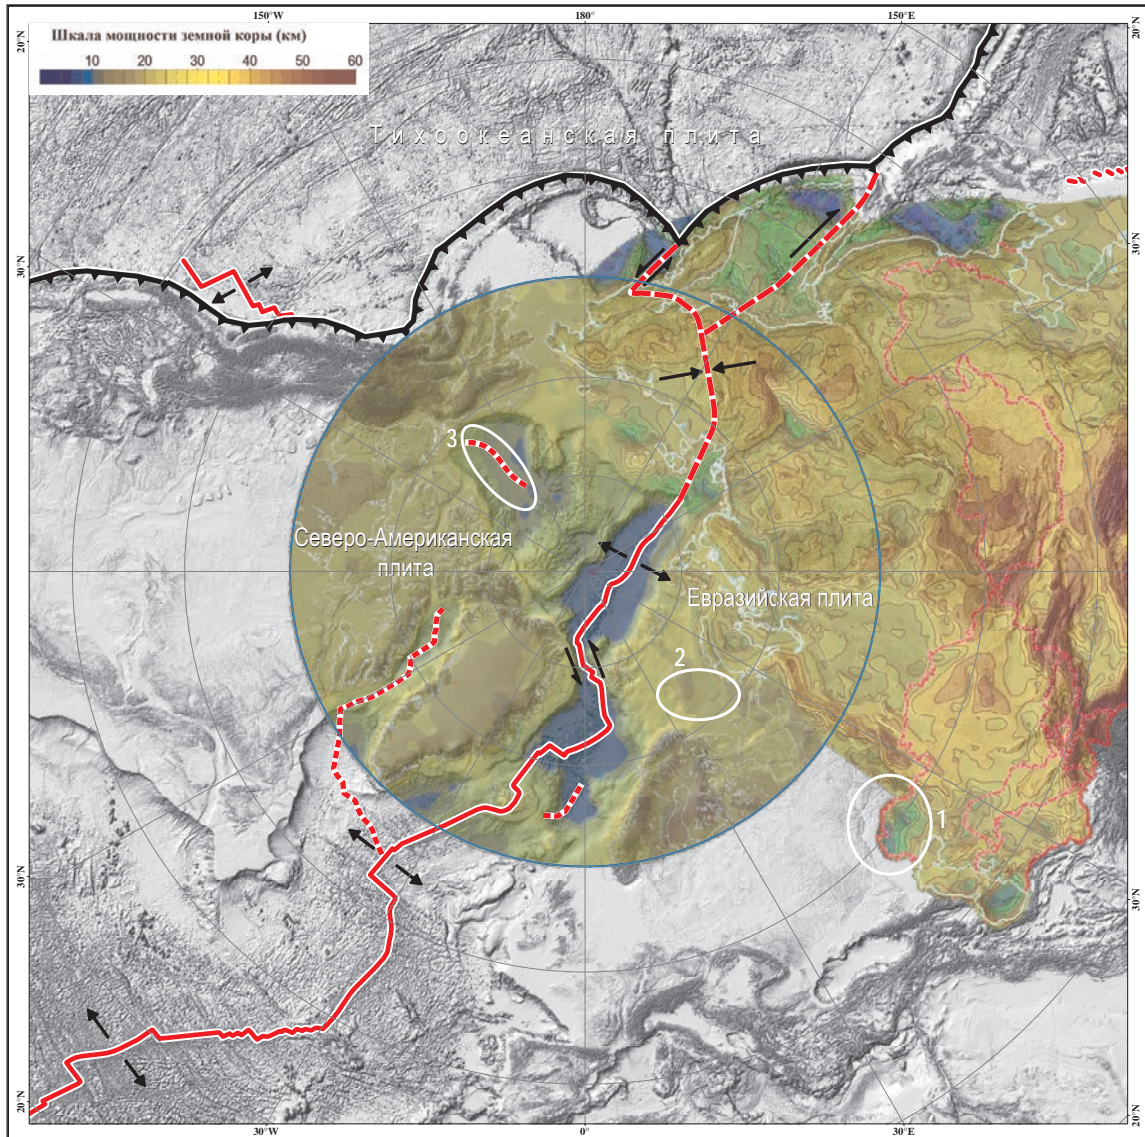 150°W 180° 150°E
20°N 20°N
Шкала мощности земной коры (км)
10 20 30 40 50 60
Тихоокеанская плита
30°N 30°N
3
Северо-Американская
плита
Евразийская плита
2
1
30°N 30°N
20°N 20°N
30°W 0° 30°E